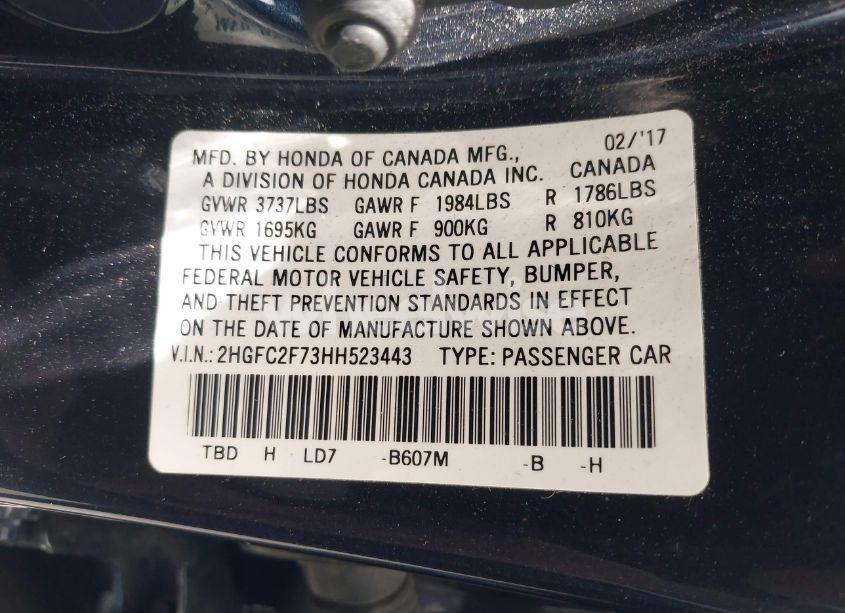 02/'17
MFD. BY HONDA OF CANADA MFG.,
A DIVISION OF HONDA CANADA INC. CANADA
GVWR 3737LBS GAWR F 1984LBS R 1786LBS
GVWR 1695KG GAWR F 900KG R 810KG
THIS VEHICLE CONFORMS TO ALL APPLICABLE
FEDERAL MOTOR VEHICLE SAFETY, BUMPER,
AND THEFT PREVENTION STANDARDS IN EFFECT
ON THE DATE OF MANUFACTURE SHOWN ABOVE.
V.I.N.: 2HGFC2F73HH523443 TYPE: PASSENGER CAR
TBD H LD7 -B607M -B -H